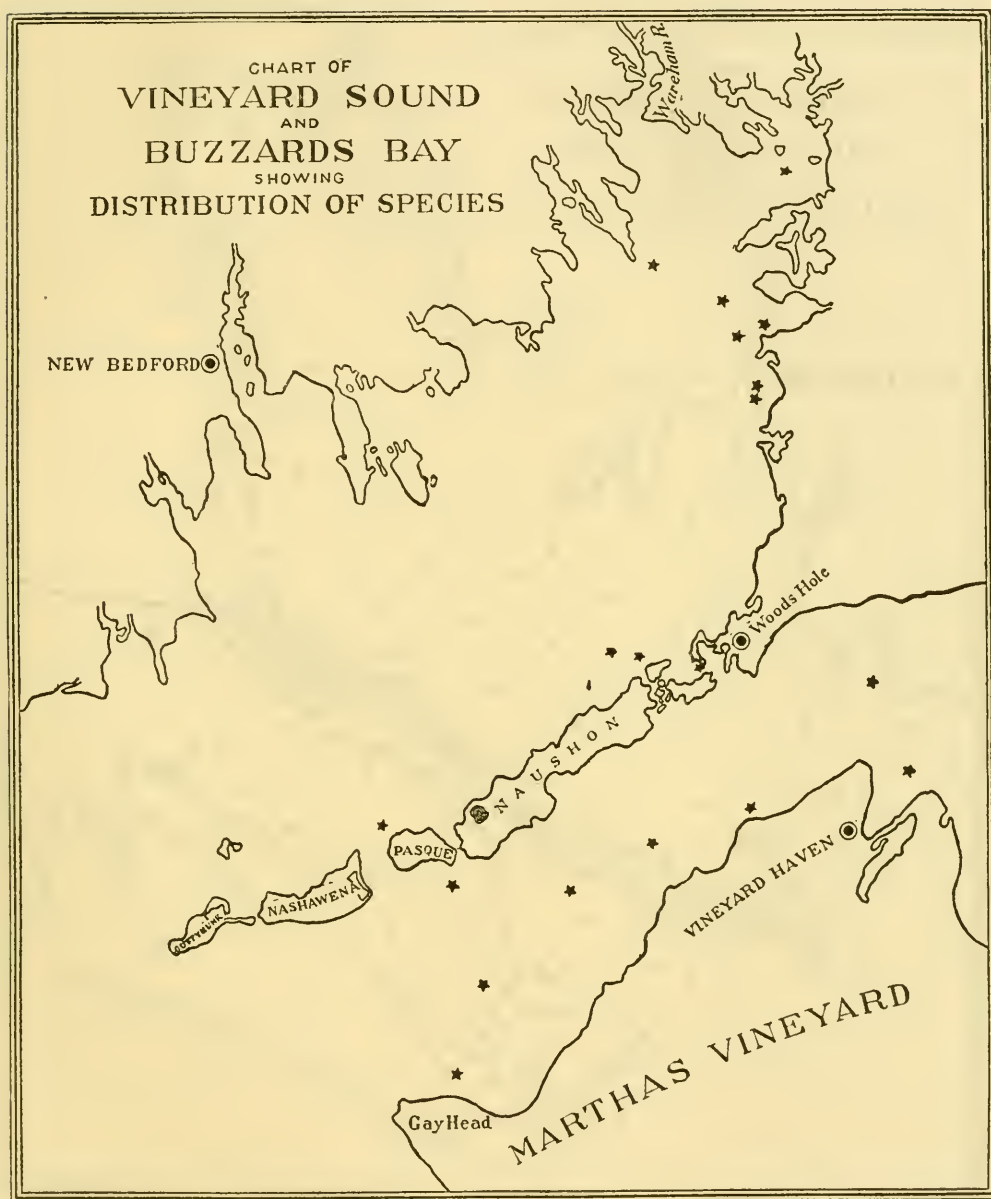 CHART OF
VINEYARD SOUND
AND
BUZZARDS BAY
SHOWING
DISTRIBUTION OF SPECIES
Wareham R.
NEW BEDFORD
Woods Hole
NAUSHON
PASQUE
NASHAWENA
CUTTYHUNK
VINEYARD HAVEN
MARTHAS VINEYARD
Gay Head